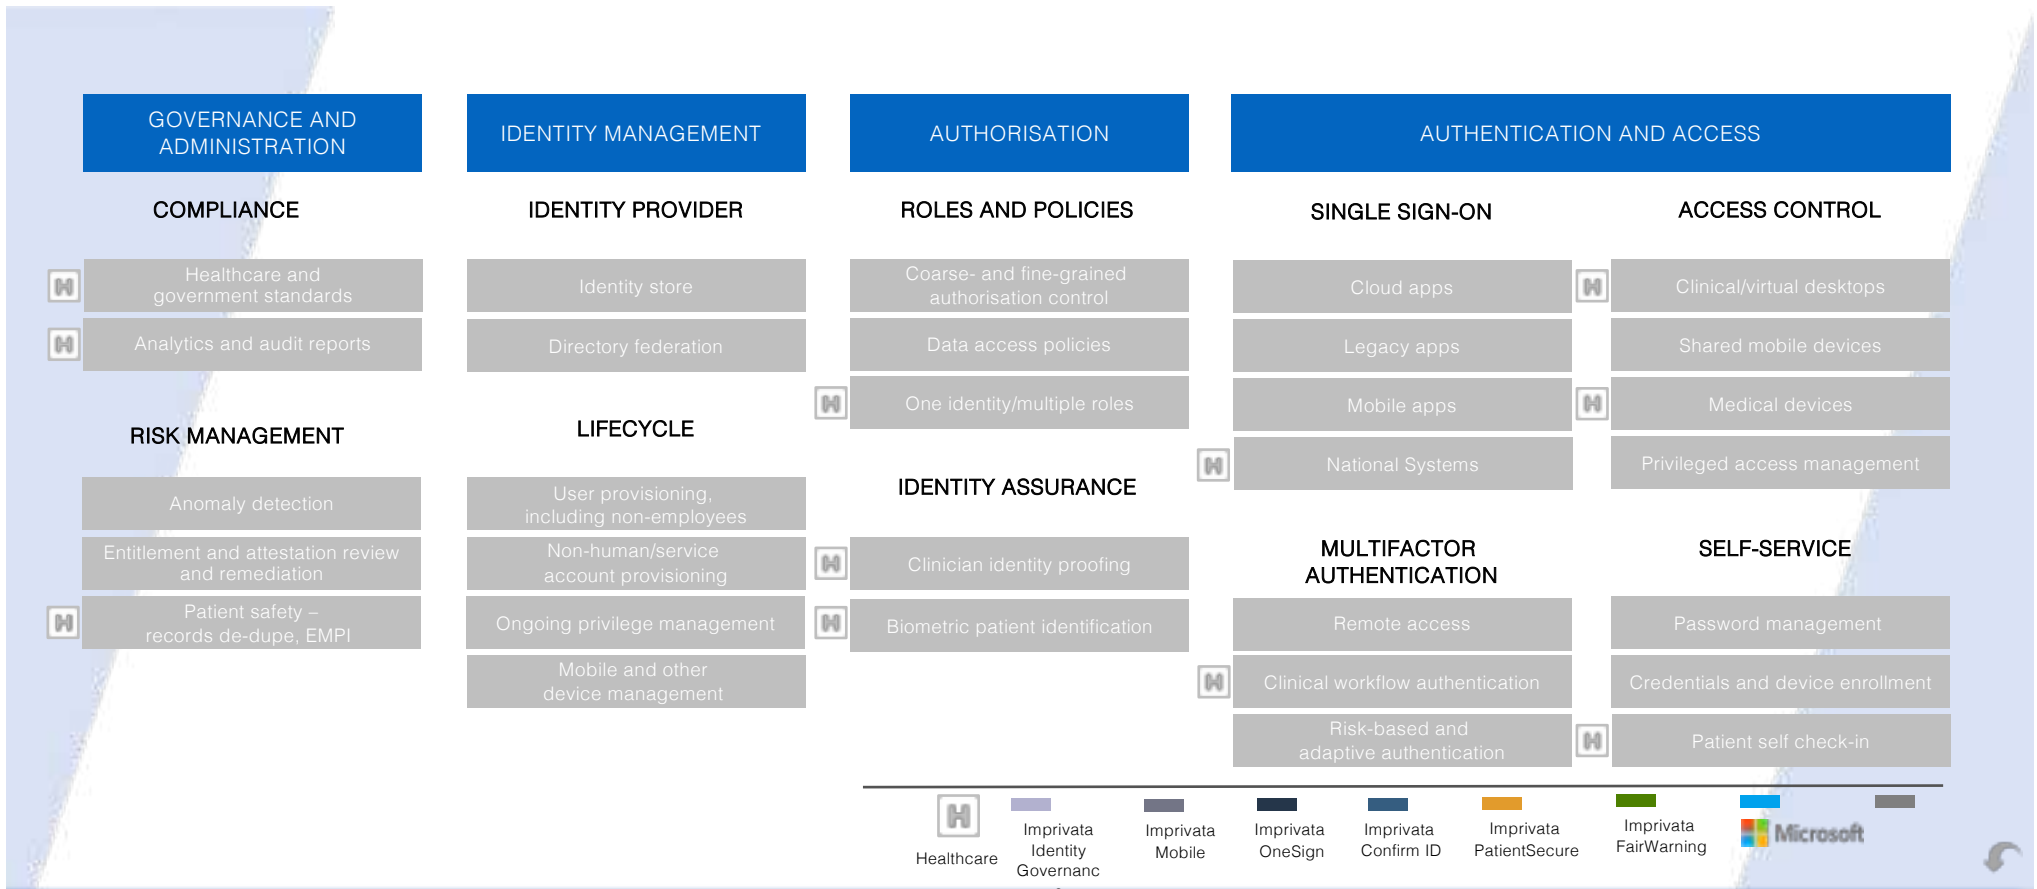 GOVERNANCE AND
ADMINISTRATION
COMPLIANCE
H
Healthcare and
government standards
H
Analytics and audit reports
RISK MANAGEMENT
Anomaly detection
Entitlement and attestation review
and remediation
H
Patient safety –
records de-dupe, EMPI
IDENTITY MANAGEMENT
IDENTITY PROVIDER
Identity store
Directory federation
LIFECYCLE
User provisioning,
including non-employees
Non-human/service
account provisioning
Ongoing privilege management
Mobile and other
device management
AUTHORISATION
ROLES AND POLICIES
Coarse- and fine-grained
authorisation control
Data access policies
H
One identity/multiple roles
IDENTITY ASSURANCE
H
Clinician identity proofing
H
Biometric patient identification
AUTHENTICATION AND ACCESS
SINGLE SIGN-ON
Cloud apps
Legacy apps
Mobile apps
H
National Systems
MULTIFACTOR
AUTHENTICATION
Remote access
H
Clinical workflow authentication
Risk-based and
adaptive authentication
ACCESS CONTROL
H
Clinical/virtual desktops
Shared mobile devices
H
Medical devices
Privileged access management
SELF-SERVICE
Password management
Credentials and device enrollment
H
Patient self check-in
H
Healthcare
Imprivata
Identity
Governanc
Imprivata
Mobile
Imprivata
OneSign
Imprivata
Confirm ID
Imprivata
PatientSecure
Imprivata
FairWarning
Microsoft